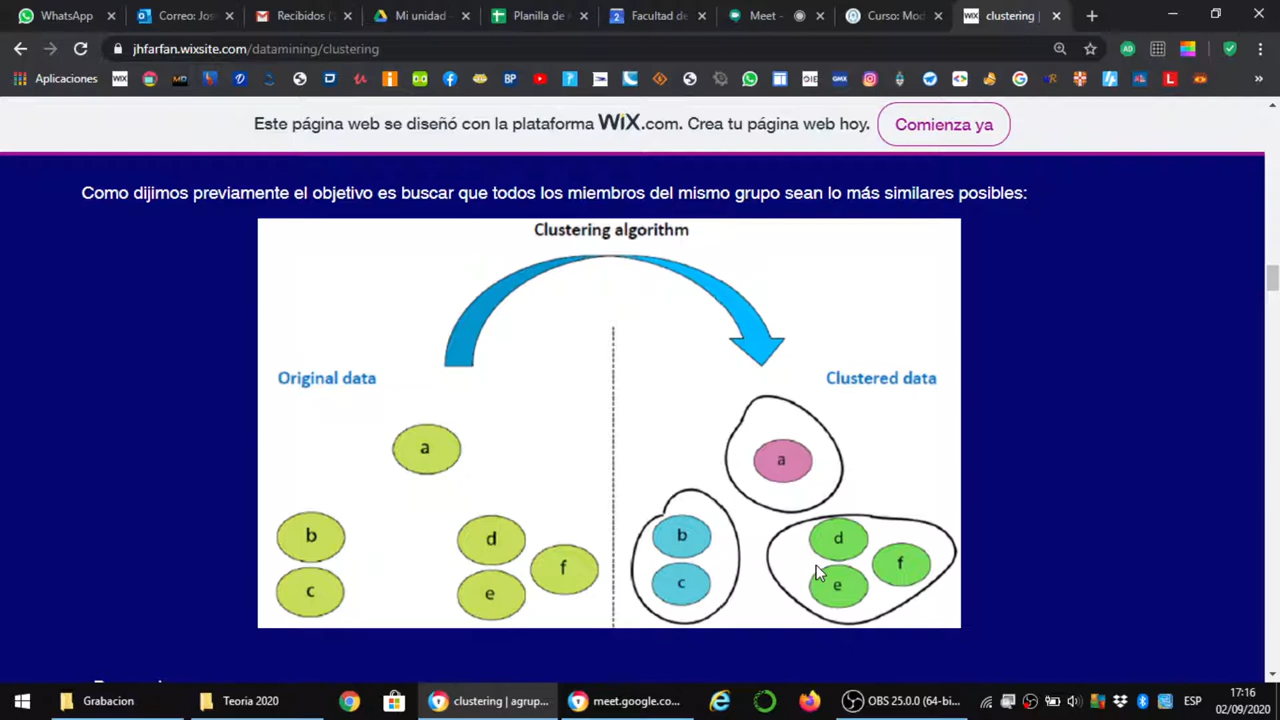 WhatsApp
Correo: Jos
Recibidos (
Mi unidad -
Planilla de A
Facultad de
Meet -
Curso: Mod
clustering |
jhfarfan.wixsite.com/datamining/clustering
Aplicaciones
Este página web se diseñó con la plataforma WiX.com. Crea tu página web hoy.
Comienza ya
Como dijimos previamente el objetivo es buscar que todos los miembros del mismo grupo sean lo más similares posibles:
Clustering algorithm
Original data
Clustered data
a
b
c
d
e
f
a
b
c
d
e
f
Grabacion
Teoria 2020
clustering | agrup...
meet.google.co...
OBS 25.0.0 (64-bi...
ESP
17:16
02/09/2020